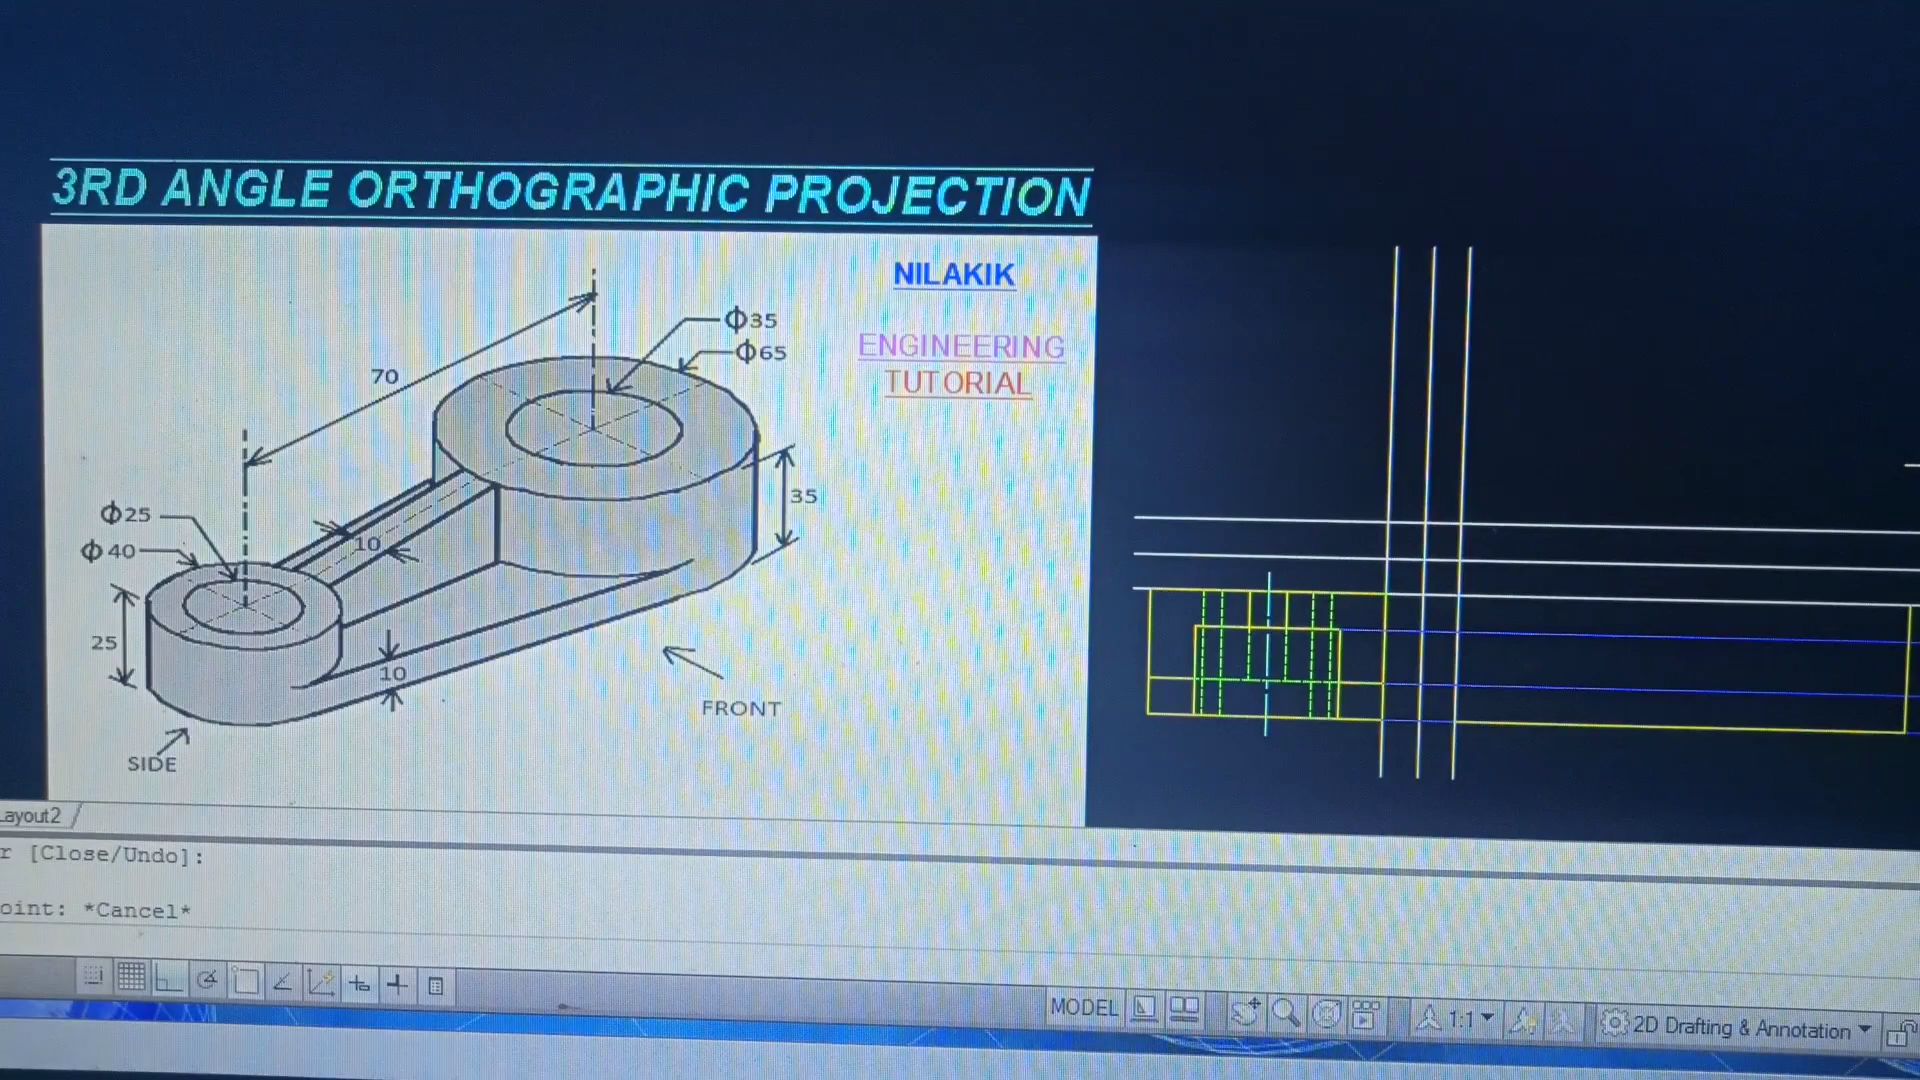 3RD ANGLE ORTHOGRAPHIC PROJECTION
NILAKIK
ENGINEERING
TUTORIAL
Φ35
Φ65
70
35
Φ25
Φ40
10
25
10
FRONT
SIDE
Layout2
r [Close/Undo]:
oint: *Cancel*
MODEL
1:1
2D Drafting & Annotation